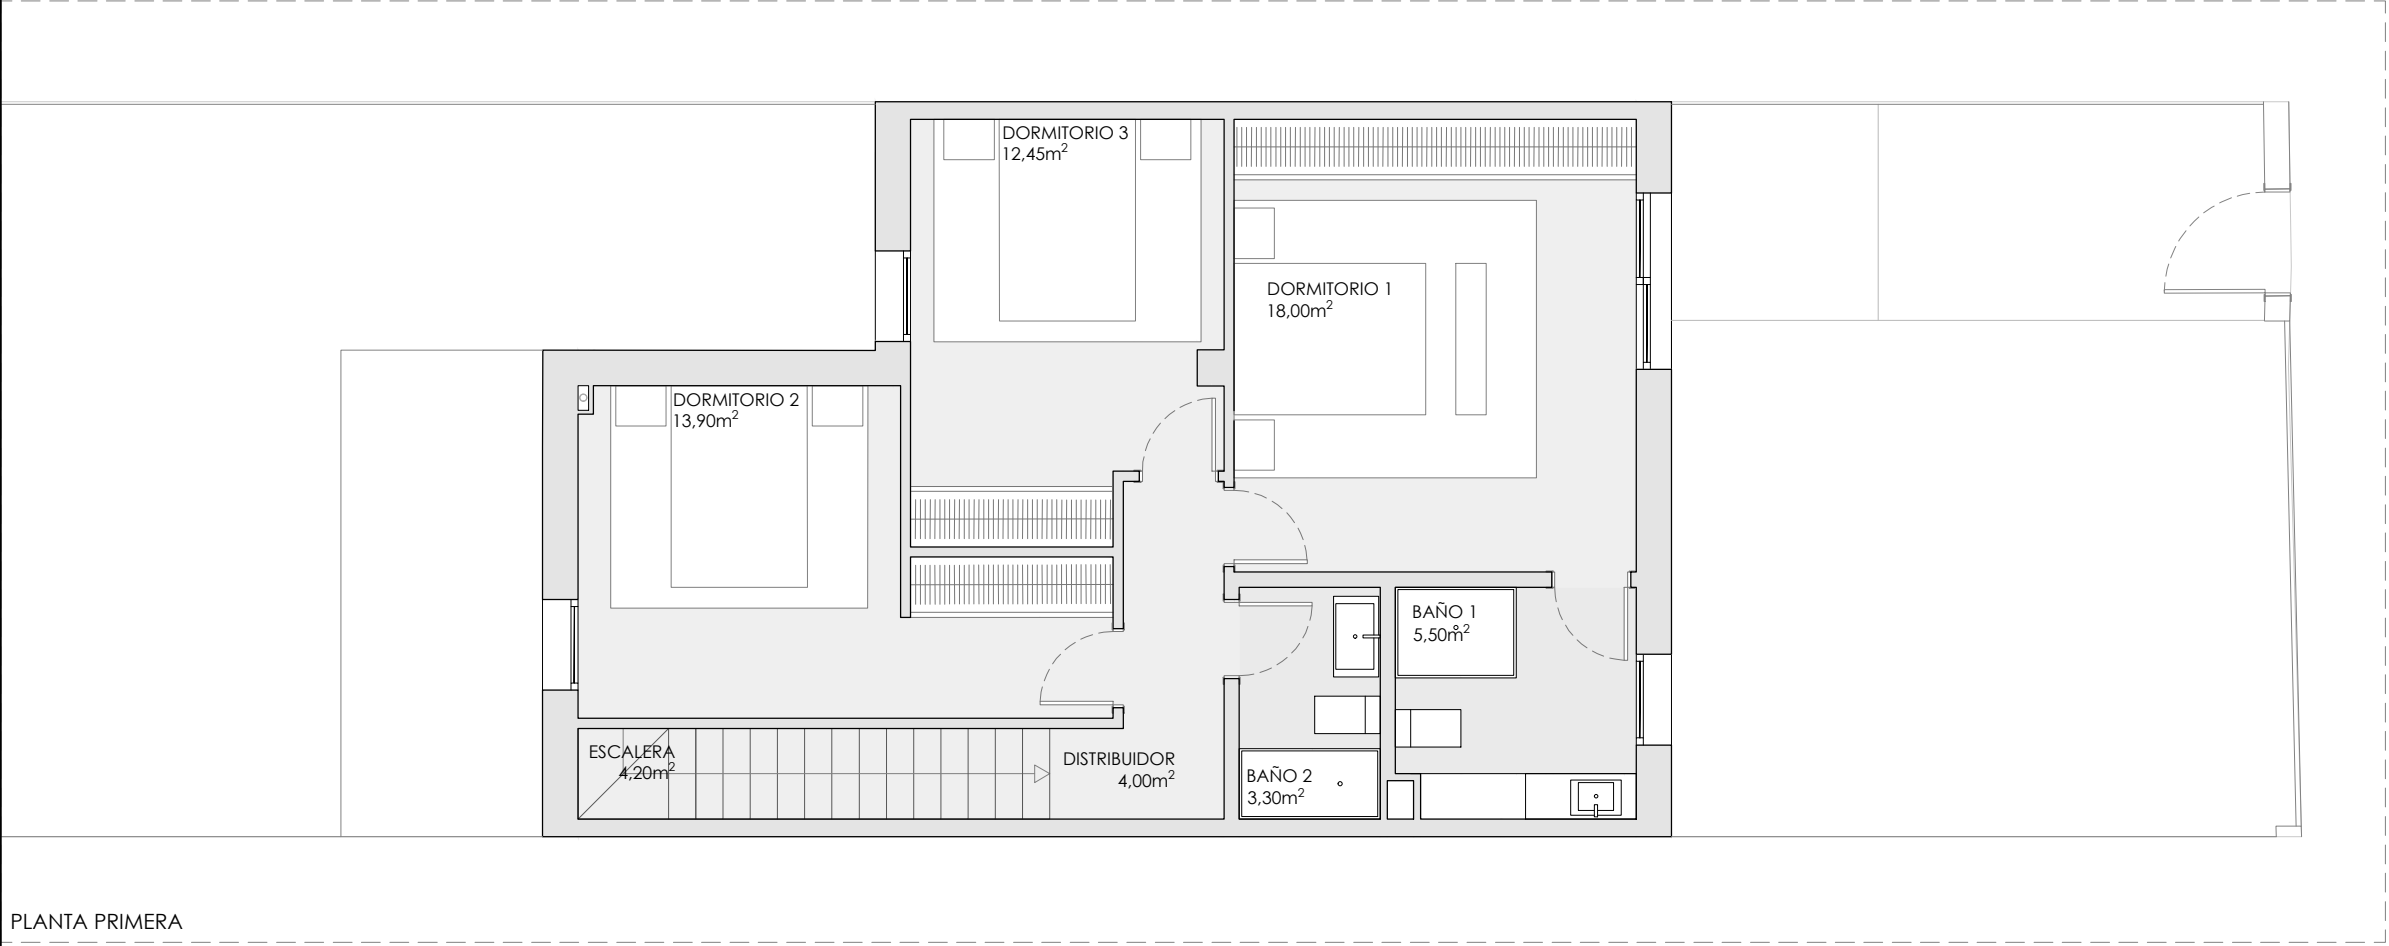 DORMITORIO 3
12,45m²
DORMITORIO 1
18,00m²
DORMITORIO 2
13,90m²
BAÑO 1
5,50m²
ESCALERA
4,20m²
DISTRIBUIDOR
4,00m²
BAÑO 2
3,30m²
PLANTA PRIMERA